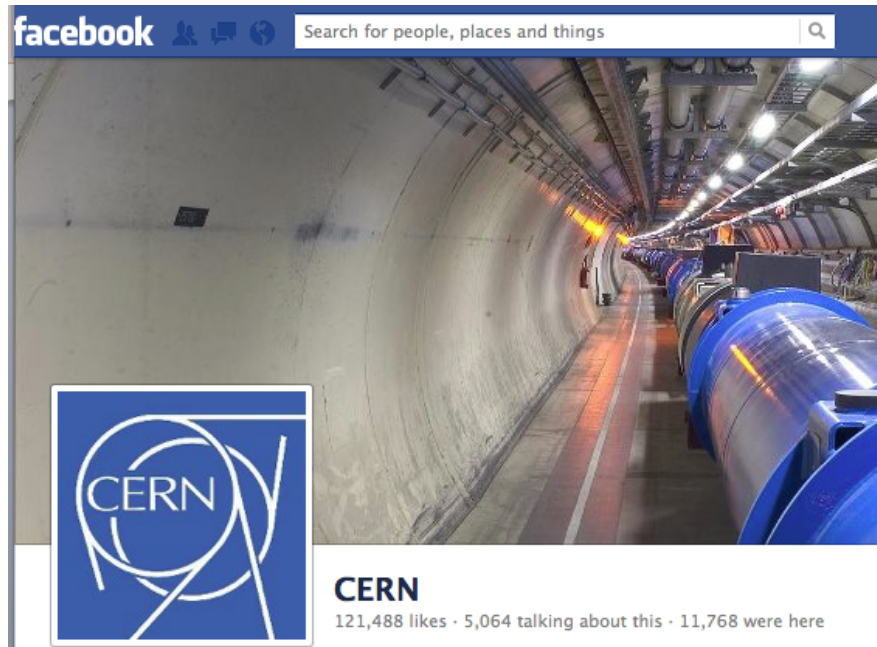 facebook
Search for people, places and things
CERN
CERN
121,488 likes · 5,064 talking about this · 11,768 were here